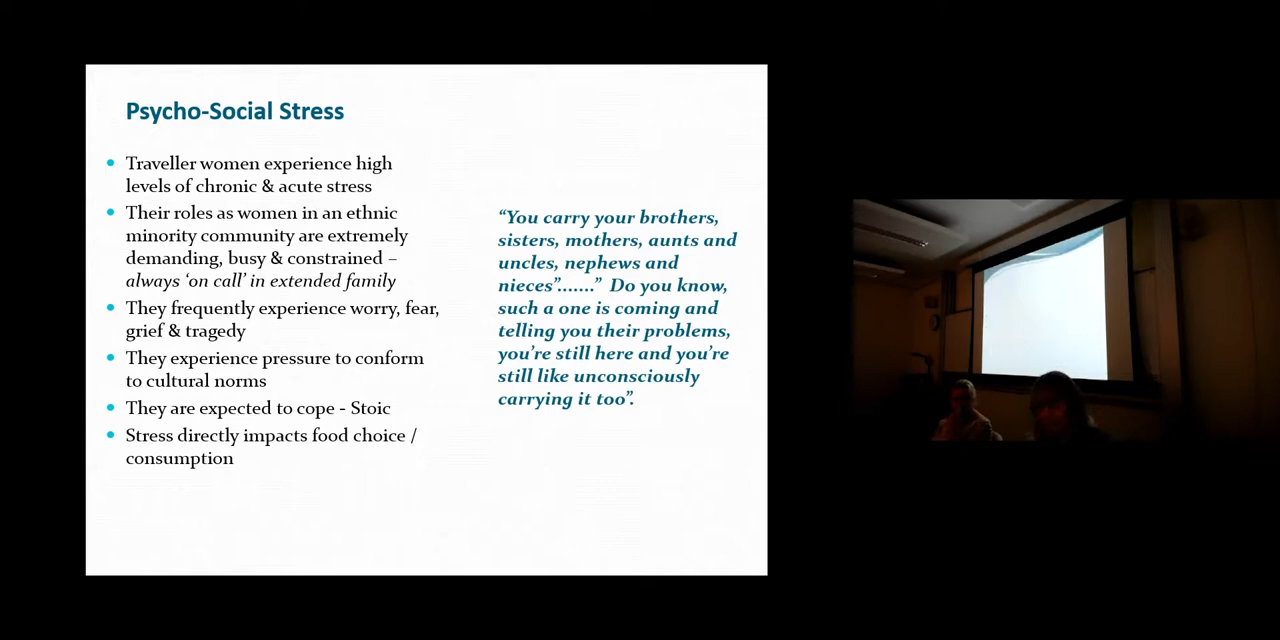 Psycho-Social Stress
Traveller women experience high
levels of chronic & acute stress
Their roles as women in an ethnic
minority community are extremely
demanding, busy & constrained –
always ‘on call’ in extended family
They frequently experience worry, fear,
grief & tragedy
They experience pressure to conform
to cultural norms
They are expected to cope - Stoic
Stress directly impacts food choice /
consumption
“You carry your brothers,
sisters, mothers, aunts and
uncles, nephews and
nieces”.......” Do you know,
such a one is coming and
telling you their problems,
you’re still here and you’re
still like unconsciously
carrying it too”.